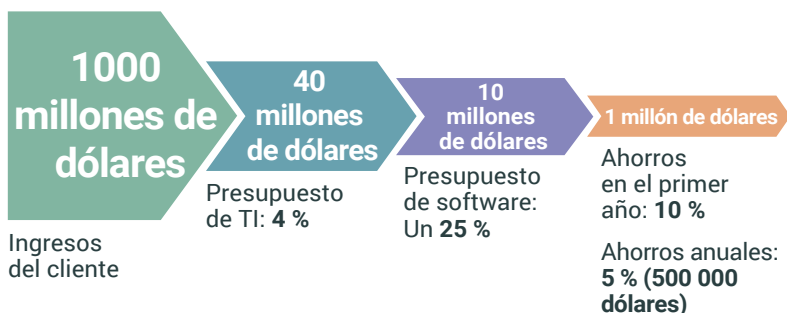 1000
millones de
dólares
Ingresos
del cliente
40
millones
de dólares
Presupuesto
de TI: 4 %
10
millones
de dólares
Presupuesto
de software:
Un 25 %
1 millón de dólares
Ahorros
en el primer
año: 10 %
Ahorros anuales:
5 % (500 000
dólares)